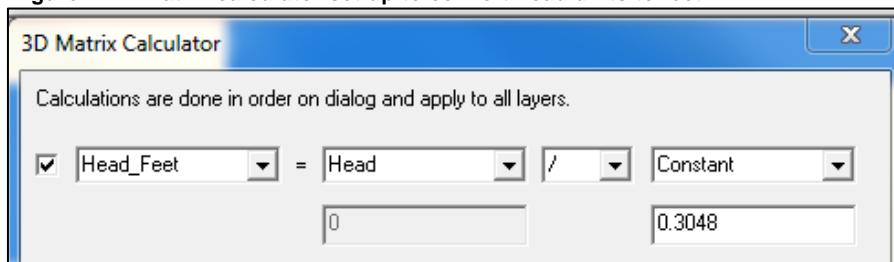 3D Matrix Calculator
Calculations are done in order on dialog and apply to all layers.
Head_Feet = Head / Constant
0 0.3048